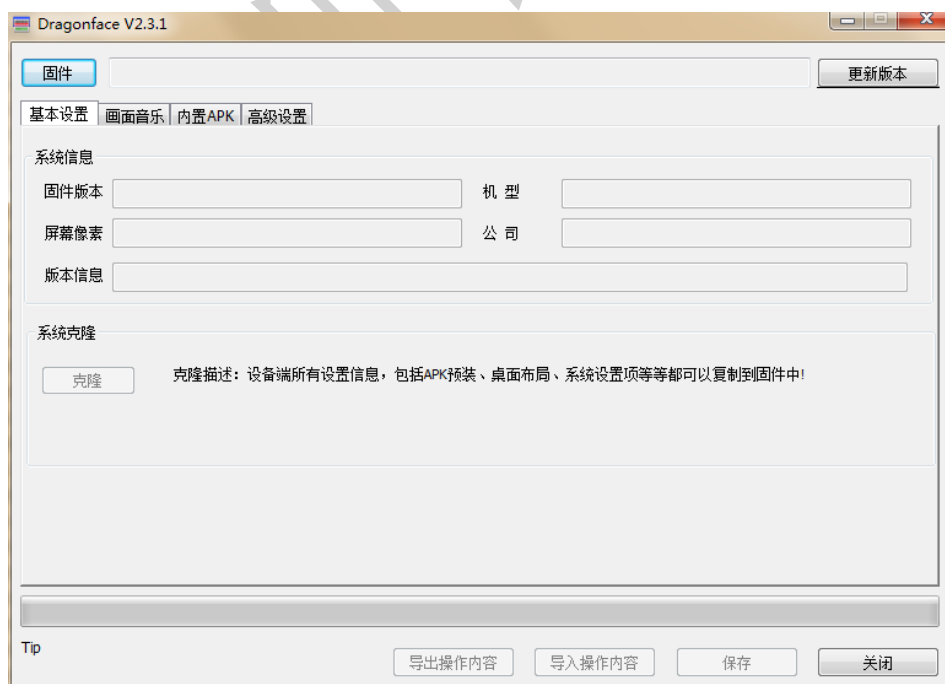 Dragonface V2.3.1
固件 更新版本
基本设置 画面音乐 内置APK 高级设置
系统信息
固件版本 机 型
屏幕像素 公 司
版本信息
系统克隆
克隆 克隆描述：设备端所有设置信息，包括APK预装、桌面布局、系统设置项等等都可以复制到固件中!
Tip
导出操作内容 导入操作内容 保存 关闭